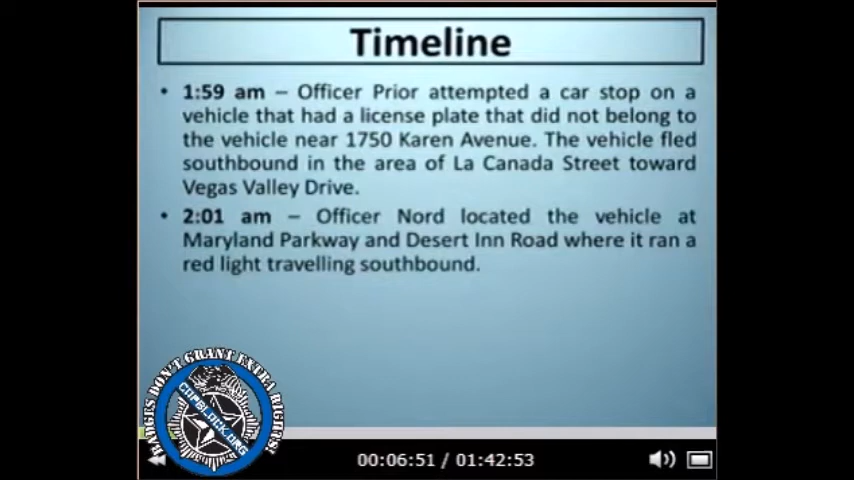 Timeline
• 1:59 am – Officer Prior attempted a car stop on a
vehicle that had a license plate that did not belong to
the vehicle near 1750 Karen Avenue. The vehicle fled
southbound in the area of La Canada Street toward
Vegas Valley Drive.
• 2:01 am – Officer Nord located the vehicle at
Maryland Parkway and Desert Inn Road where it ran a
red light travelling southbound.
BADGES DON'T GRANT EXTRA RIGHTS!
COPBLOCK.ORG
00:06:51 / 01:42:53